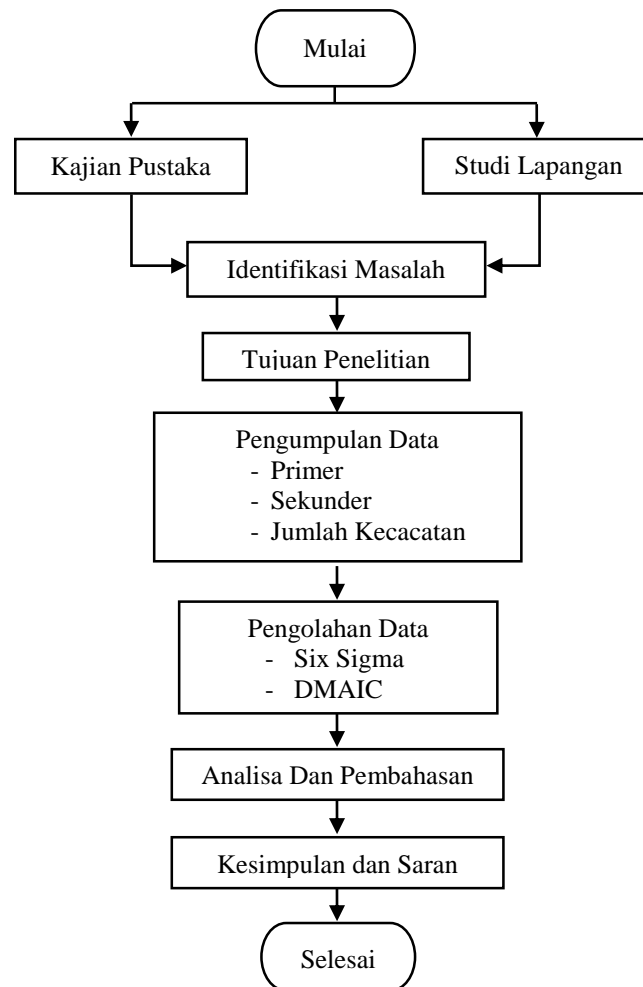 Mulai
Kajian Pustaka
Studi Lapangan
Identifikasi Masalah
Tujuan Penelitian
Pengumpulan Data
- Primer
- Sekunder
- Jumlah Kecacatan
Pengolahan Data
- Six Sigma
- DMAIC
Analisa Dan Pembahasan
Kesimpulan dan Saran
Selesai